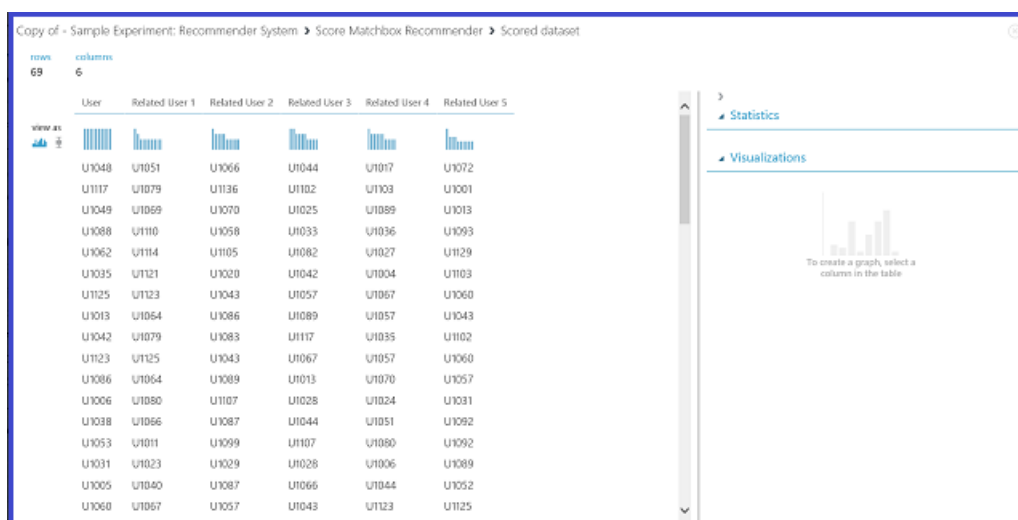 Copy of - Sample Experiment: Recommender System ❯ Score Matchbox Recommender ❯ Scored dataset
rows columns
69 6
User Related User 1 Related User 2 Related User 3 Related User 4 Related User 5
view as
U1048 U1051 U1066 U1044 U1017 U1072
U1117 U1079 U1136 U1102 U1103 U1001
U1049 U1069 U1070 U1025 U1089 U1013
U1088 U1110 U1058 U1033 U1036 U1093
U1062 U1114 U1105 U1082 U1027 U1129
U1035 U1121 U1020 U1042 U1004 U1103
U1125 U1123 U1043 U1057 U1067 U1060
U1013 U1064 U1086 U1089 U1057 U1043
U1042 U1079 U1083 U1117 U1035 U1102
U1123 U1125 U1043 U1067 U1057 U1060
U1086 U1064 U1089 U1013 U1070 U1057
U1006 U1080 U1107 U1028 U1024 U1031
U1038 U1066 U1087 U1044 U1051 U1092
U1053 U1011 U1099 U1107 U1080 U1092
U1031 U1023 U1029 U1028 U1006 U1089
U1005 U1040 U1087 U1066 U1044 U1052
U1060 U1067 U1057 U1043 U1123 U1125
Statistics
Visualizations
To create a graph, select a
column in the table